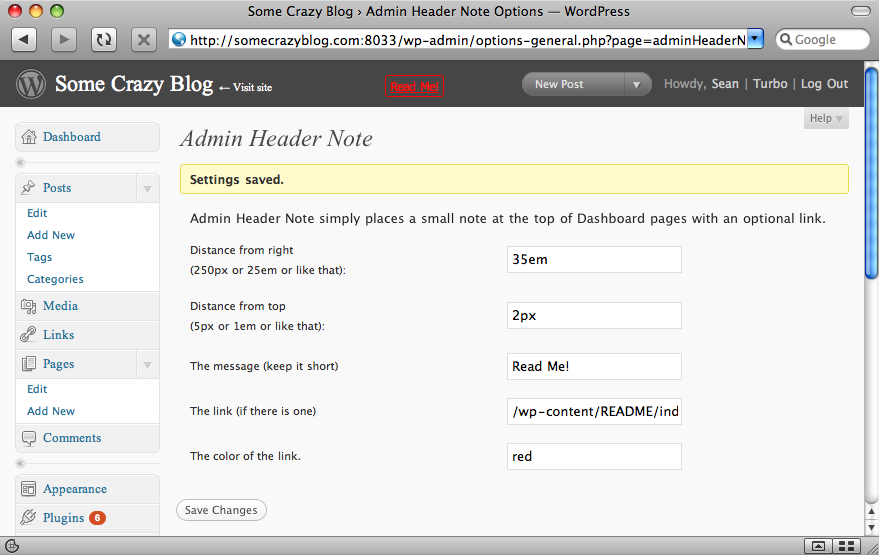 Some Crazy Blog › Admin Header Note Options — WordPress
http://somecrazyblog.com:8033/wp-admin/options-general.php?page=adminHeaderN
Google
Some Crazy Blog ← Visit site
Read Me!
New Post
Howdy, Sean | Turbo | Log Out
Help
Dashboard
Posts
Edit
Add New
Tags
Categories
Media
Links
Pages
Edit
Add New
Comments
Appearance
Plugins 6
Admin Header Note
Settings saved.
Admin Header Note simply places a small note at the top of Dashboard pages with an optional link.
Distance from right
(250px or 25em or like that):
35em
Distance from top
(5px or 1em or like that):
2px
The message (keep it short)
Read Me!
The link (if there is one)
/wp-content/README/ind
The color of the link.
red
Save Changes